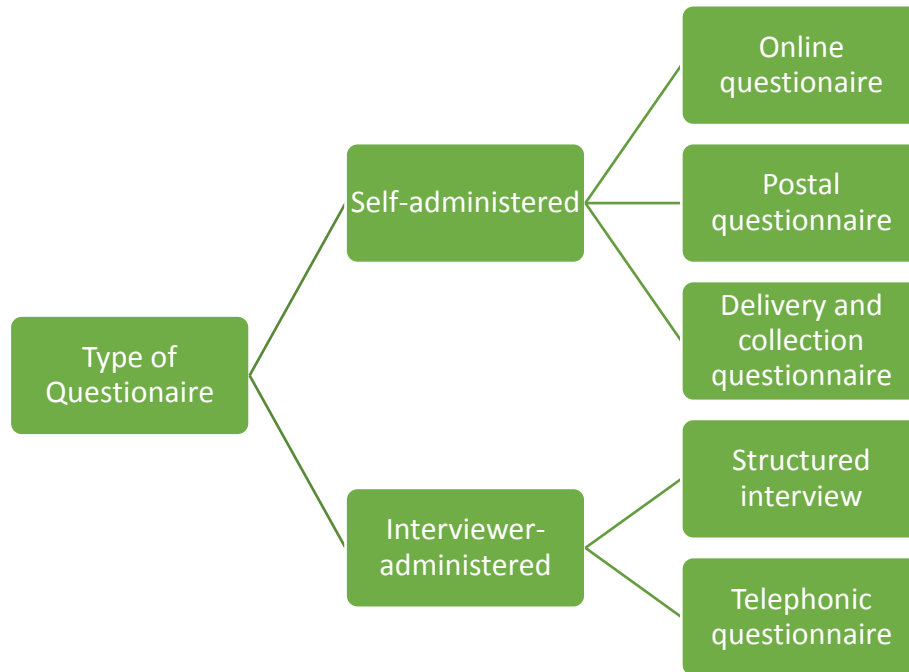 Type of
Questionaire
Self-administered
Online
questionaire
Postal
questionnaire
Delivery and
collection
questionnaire
Interviewer-
administered
Structured
interview
Telephonic
questionnaire